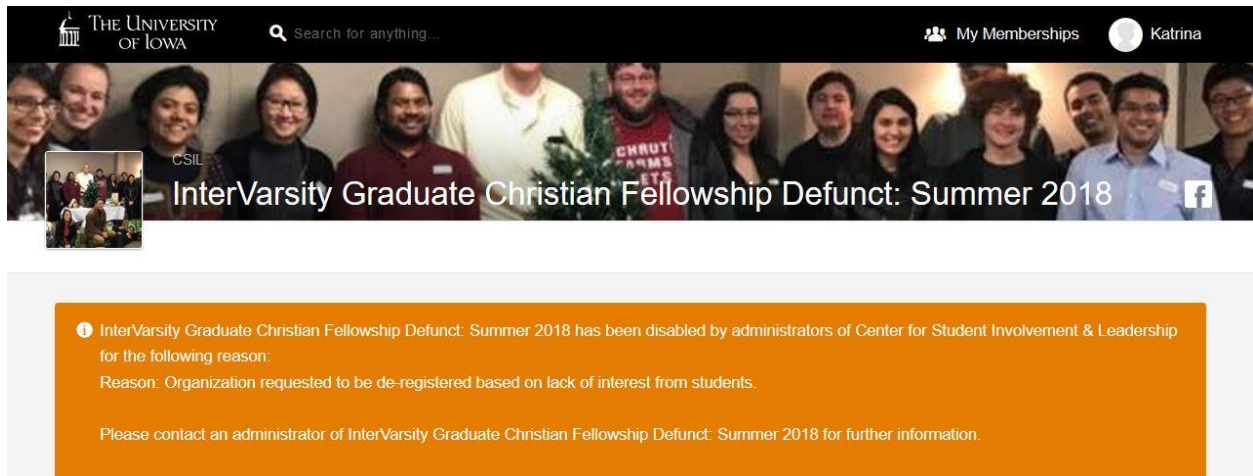 THE UNIVERSITY
OF IOWA
Search for anything...
My Memberships
Katrina
CSIL
InterVarsity Graduate Christian Fellowship Defunct: Summer 2018
f
InterVarsity Graduate Christian Fellowship Defunct: Summer 2018 has been disabled by administrators of Center for Student Involvement & Leadership
for the following reason:
Reason: Organization requested to be de-registered based on lack of interest from students.
Please contact an administrator of InterVarsity Graduate Christian Fellowship Defunct: Summer 2018 for further information.